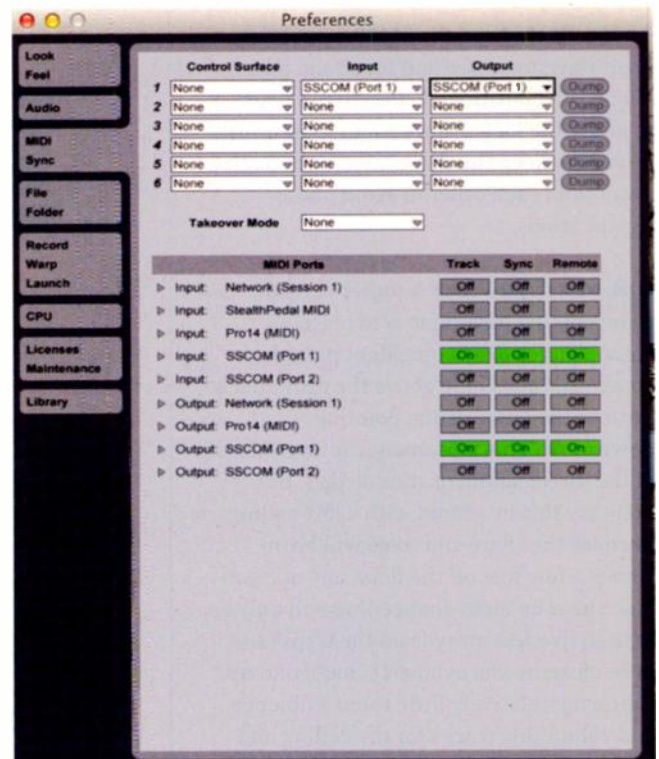 Preferences
Look
Feel
Audio
MIDI
Sync
File
Folder
Record
Warp
Launch
CPU
Licenses
Maintenance
Library
Control Surface Input Output
1 None SSCOM (Port 1) SSCOM (Port 1) Dump
2 None None None Dump
3 None None None Dump
4 None None None Dump
5 None None None Dump
6 None None None Dump
Takeover Mode None
MIDI Ports Track Sync Remote
Input: Network (Session 1) Off Off Off
Input: StealthPedal MIDI Off Off Off
Input: Pro14 (MIDI) Off Off Off
Input: SSCOM (Port 1) On On On
Input: SSCOM (Port 2) Off Off Off
Output: Network (Session 1) Off Off Off
Output: Pro14 (MIDI) Off Off Off
Output: SSCOM (Port 1) On On On
Output: SSCOM (Port 2) Off Off Off